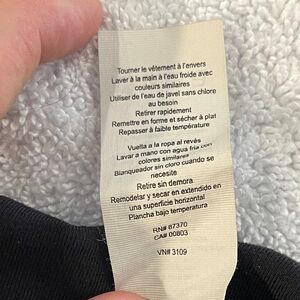 Tourner le vêtement à l'envers
Laver à la main à l'eau froide avec
couleurs similaires
Utiliser de l'eau de javel sans chlore
au besoin
Retirer rapidement
Remettre en forme et sécher à plat
Repasser à faible température
Vuella a la ropa al revés
Lavar a mano con agua fria con
colores similares
Blanqueador sin cloro cuando se
necesite
Retire sin demora
Remodelar y secar en extendido en
una superficie horizontal
Plancha bajo temperatura
RN# 87370
CA# 00803
VN# 3109